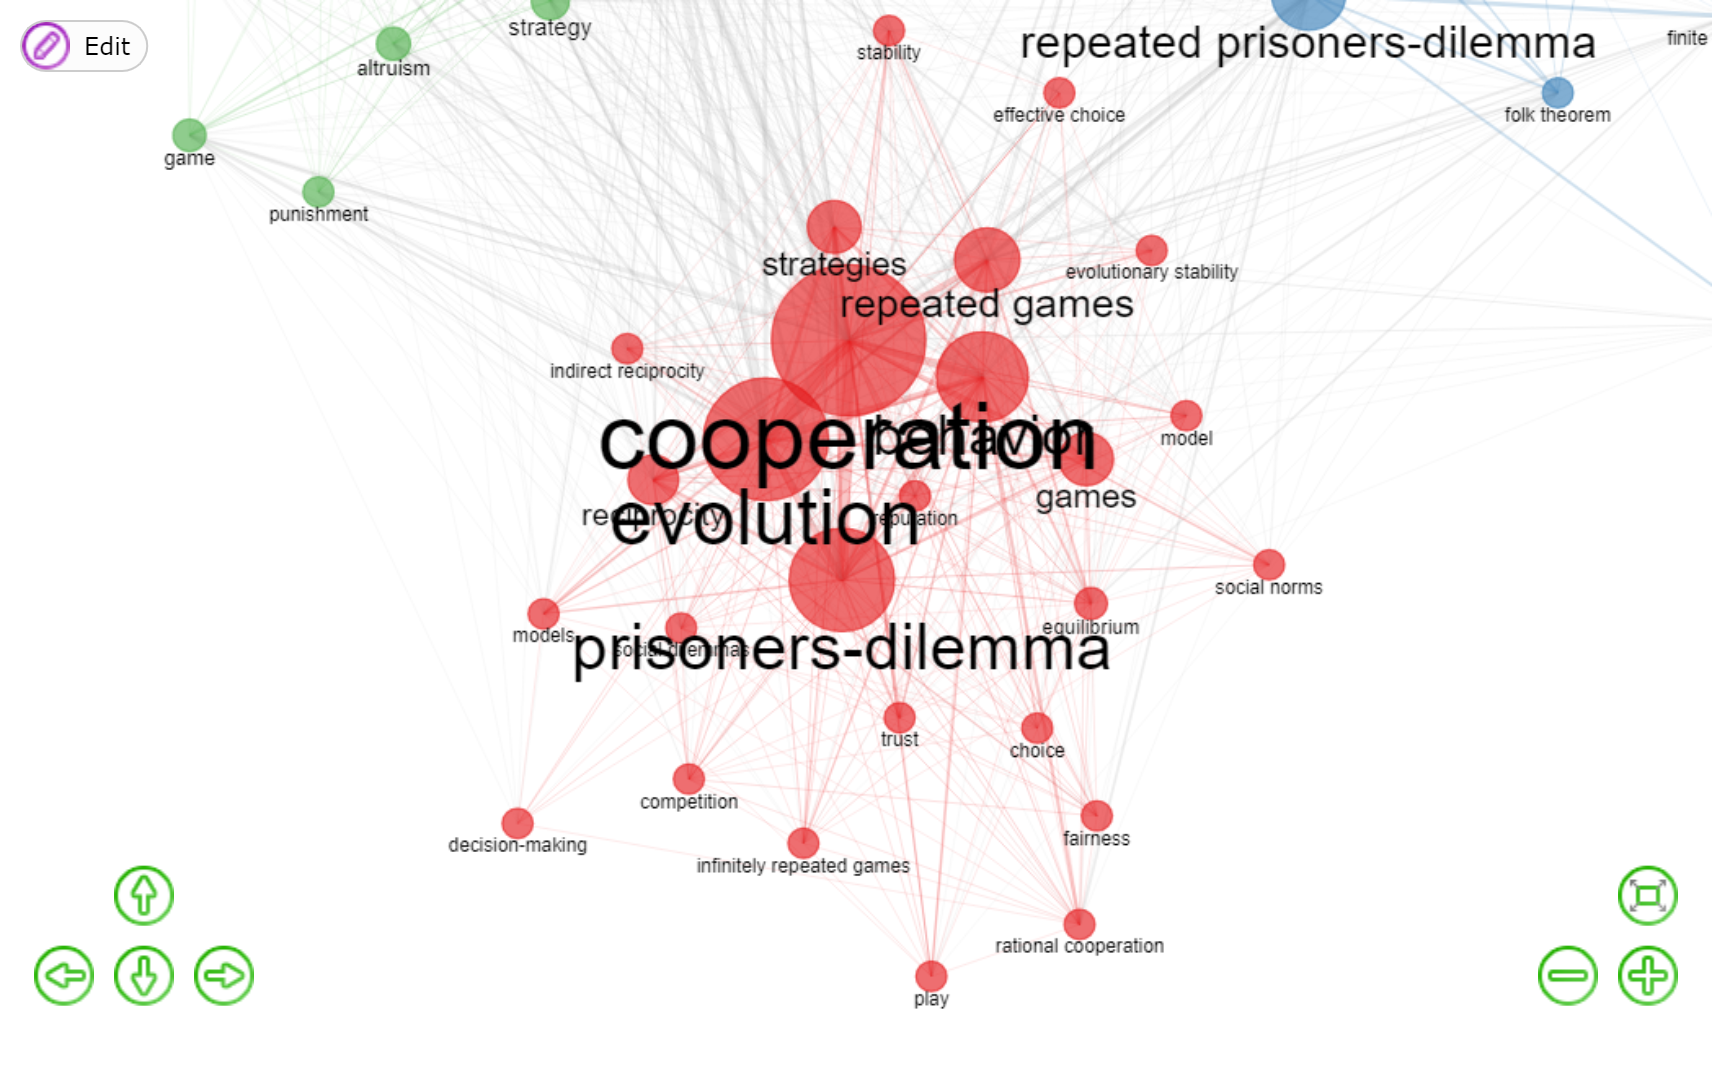 strategy
Edit
altruism
stability
repeated prisoners-dilemma
finite
effective choice
folk theorem
game
punishment
strategies
evolutionary stability
repeated games
indirect reciprocity
cooperation
behavior
model
games
reciprocity
evolution
reputation
social norms
models
equilibrium
social dilemmas
prisoners-dilemma
trust
choice
competition
fairness
decision-making
infinitely repeated games
rational cooperation
play